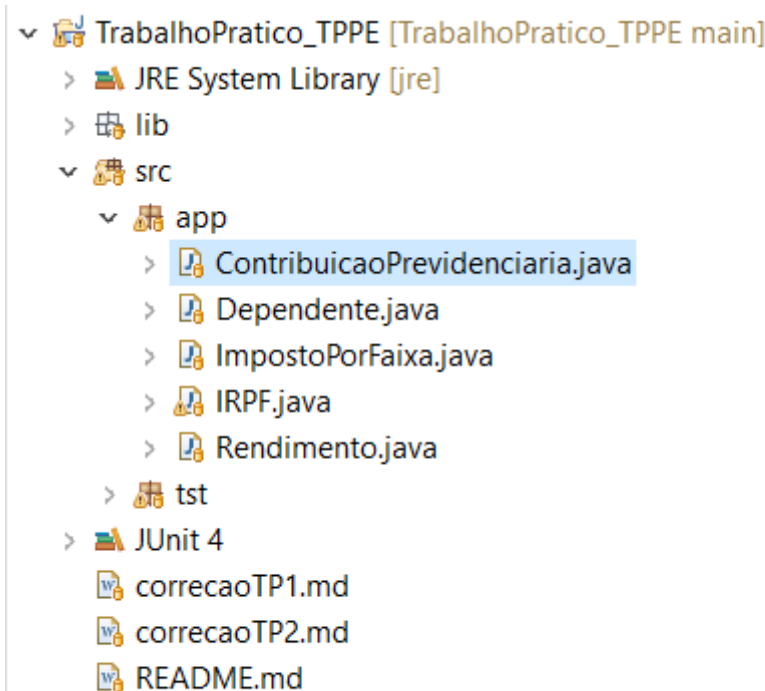 TrabalhoPratico_TPPE [TrabalhoPratico_TPPE main]
JRE System Library [jre]
lib
src
app
ContribuicaoPrevidenciaria.java
Dependente.java
ImpostoPorFaixa.java
IRPF.java
Rendimento.java
tst
JUnit 4
correcaoTP1.md
correcaoTP2.md
README.md